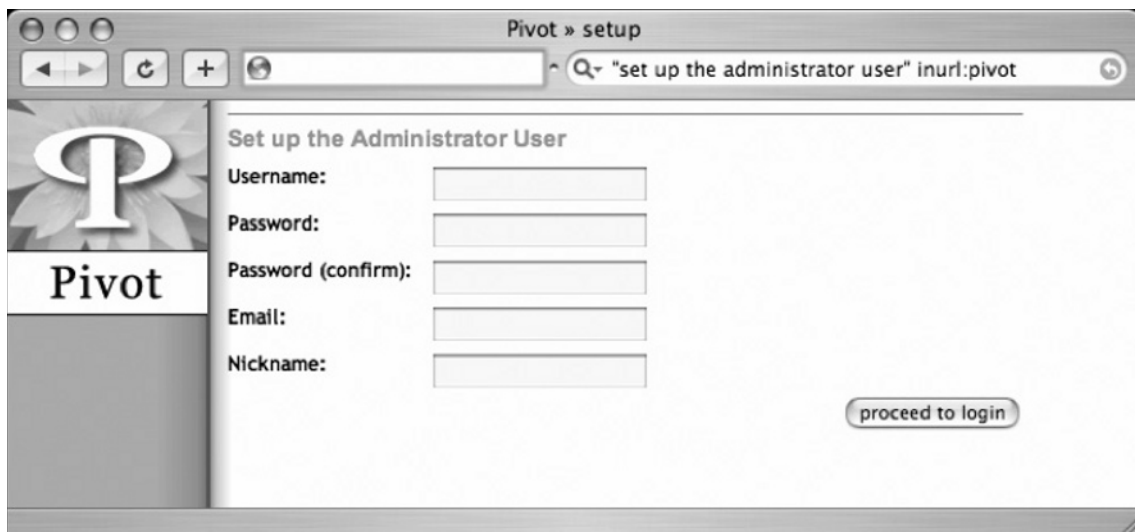 Pivot » setup
"set up the administrator user" inurl:pivot
Set up the Administrator User
Username:
Password:
Password (confirm):
Email:
Nickname:
Pivot
proceed to login